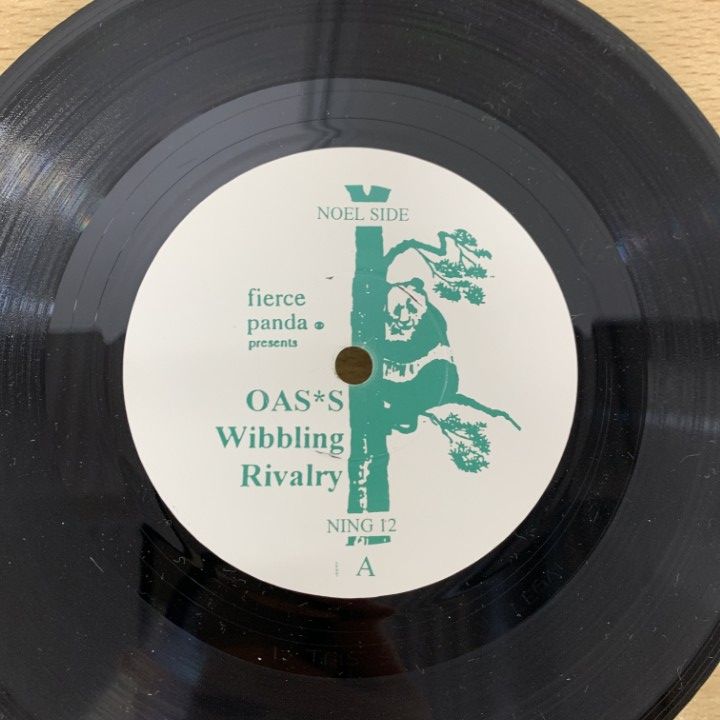 NOEL SIDE
fierce
panda
presents
OAS*S
Wibbling
Rivalry
NING 12
A